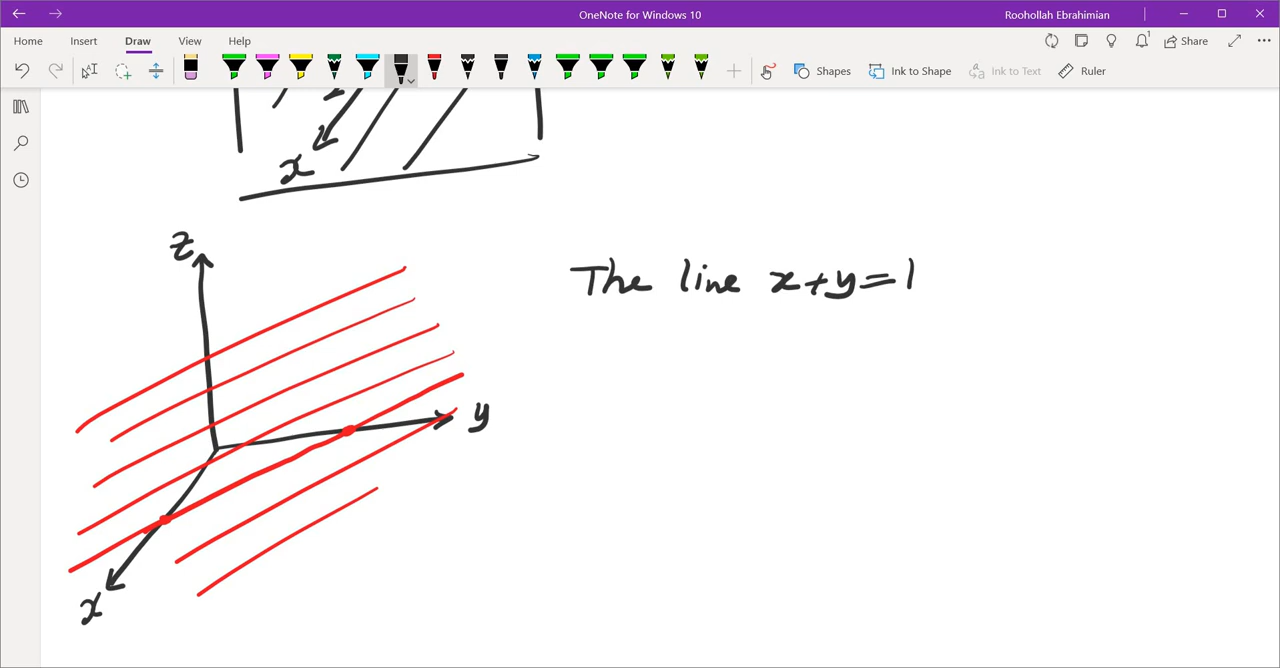 OneNote for Windows 10
Roohollah Ebrahimian
Home Insert Draw View Help
Share
Shapes
Ink to Shape
Ink to Text
Ruler
x
z
The line x+y=1
y
x